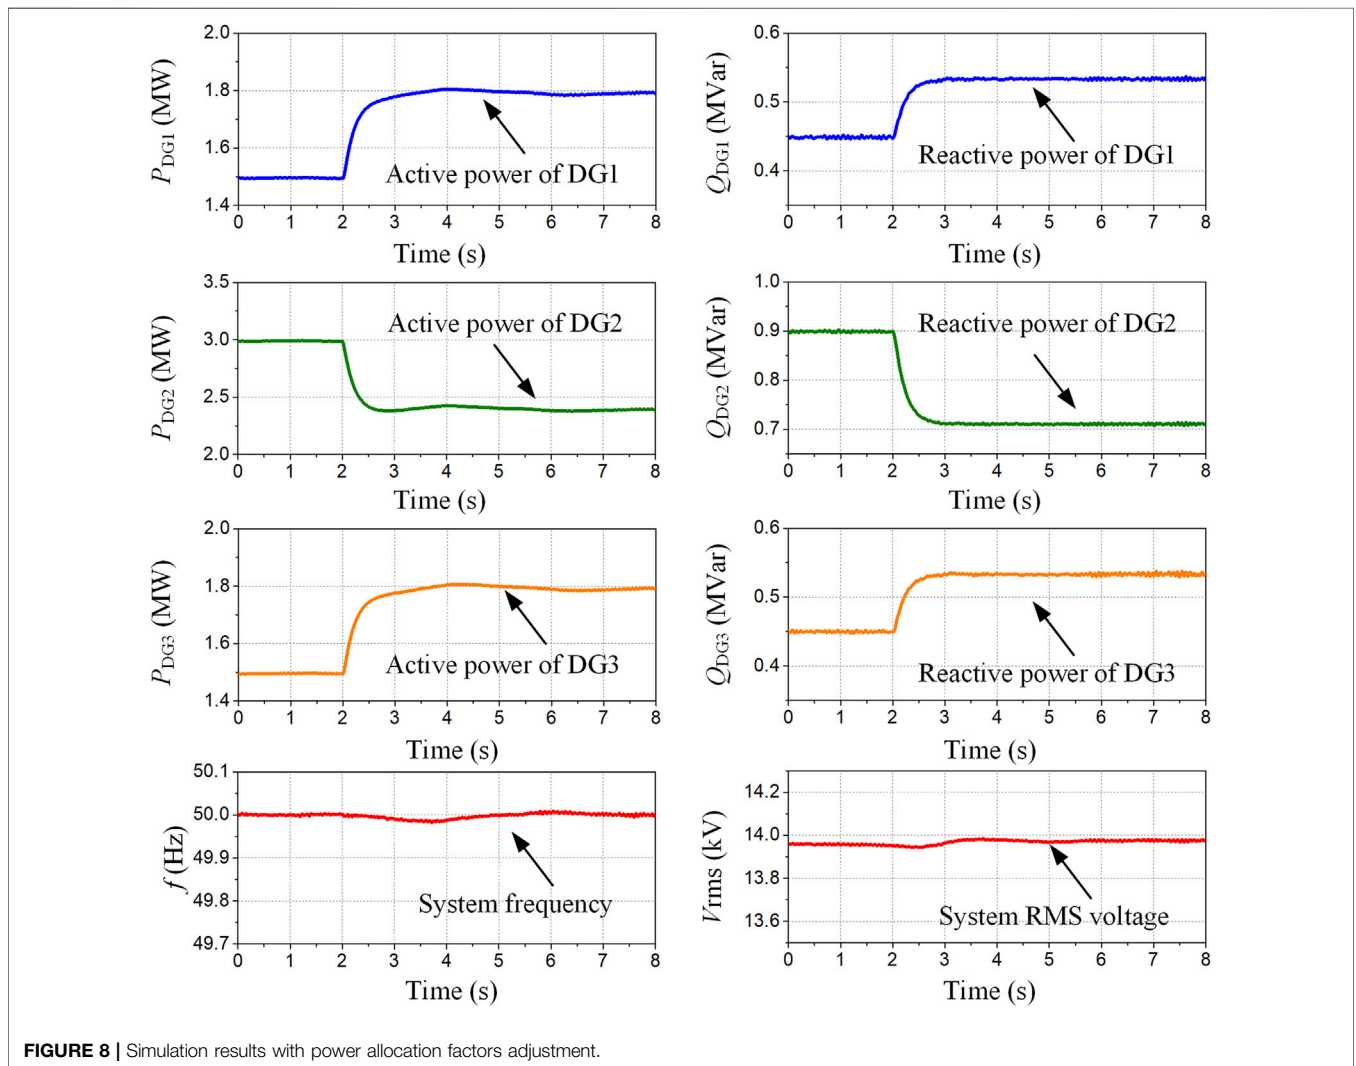 2.0
1.8
1.6
1.4
P_DG1 (MW)
Active power of DG1
0 1 2 3 4 5 6 7 8
Time (s)
0.6
0.5
0.4
Q_DG1 (MVar)
Reactive power of DG1
0 1 2 3 4 5 6 7 8
Time (s)
3.5
3.0
2.5
2.0
P_DG2 (MW)
Active power of DG2
0 1 2 3 4 5 6 7 8
Time (s)
1.0
0.9
0.8
0.7
Q_DG2 (MVar)
Reactive power of DG2
0 1 2 3 4 5 6 7 8
Time (s)
2.0
1.8
1.6
1.4
P_DG3 (MW)
Active power of DG3
0 1 2 3 4 5 6 7 8
Time (s)
0.6
0.5
0.4
Q_DG3 (MVar)
Reactive power of DG3
0 1 2 3 4 5 6 7 8
Time (s)
50.1
50.0
49.9
49.8
49.7
f (Hz)
System frequency
0 1 2 3 4 5 6 7 8
Time (s)
14.2
14.0
13.8
13.6
Vrms (kV)
System RMS voltage
0 1 2 3 4 5 6 7 8
Time (s)
FIGURE 8 | Simulation results with power allocation factors adjustment.